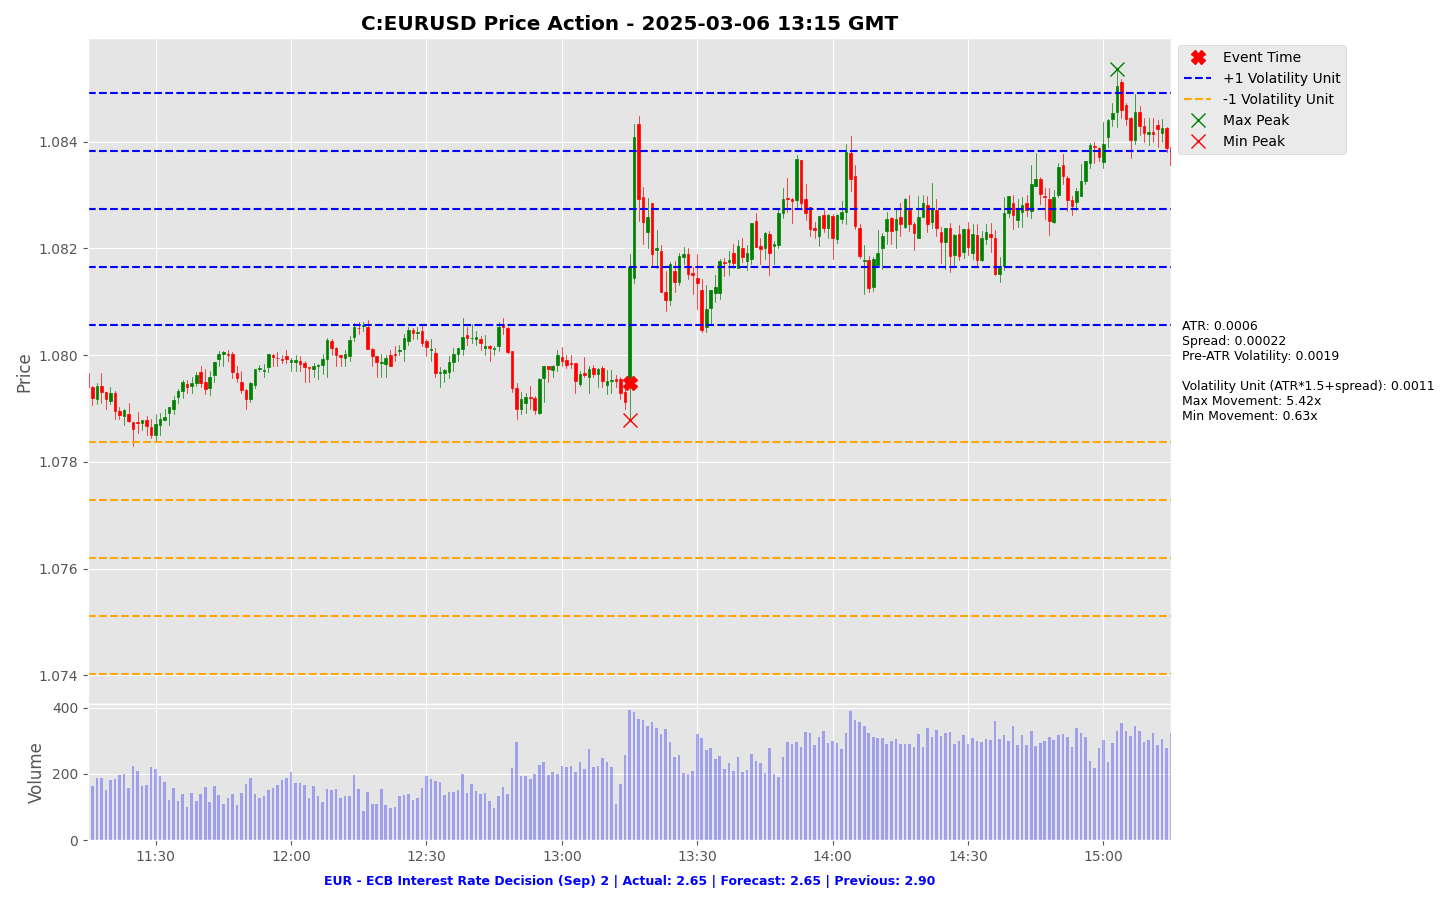 C:EURUSD Price Action - 2025-03-06 13:15 GMT
Event Time
+1 Volatility Unit
-1 Volatility Unit
Max Peak
Min Peak
Price
1.084
1.082
1.080
1.078
1.076
1.074
ATR: 0.0006
Spread: 0.00022
Pre-ATR Volatility: 0.0019
Volatility Unit (ATR*1.5+spread): 0.0011
Max Movement: 5.42x
Min Movement: 0.63x
Volume
400
200
0
11:30 12:00 12:30 13:00 13:30 14:00 14:30 15:00
EUR - ECB Interest Rate Decision (Sep) 2 | Actual: 2.65 | Forecast: 2.65 | Previous: 2.90